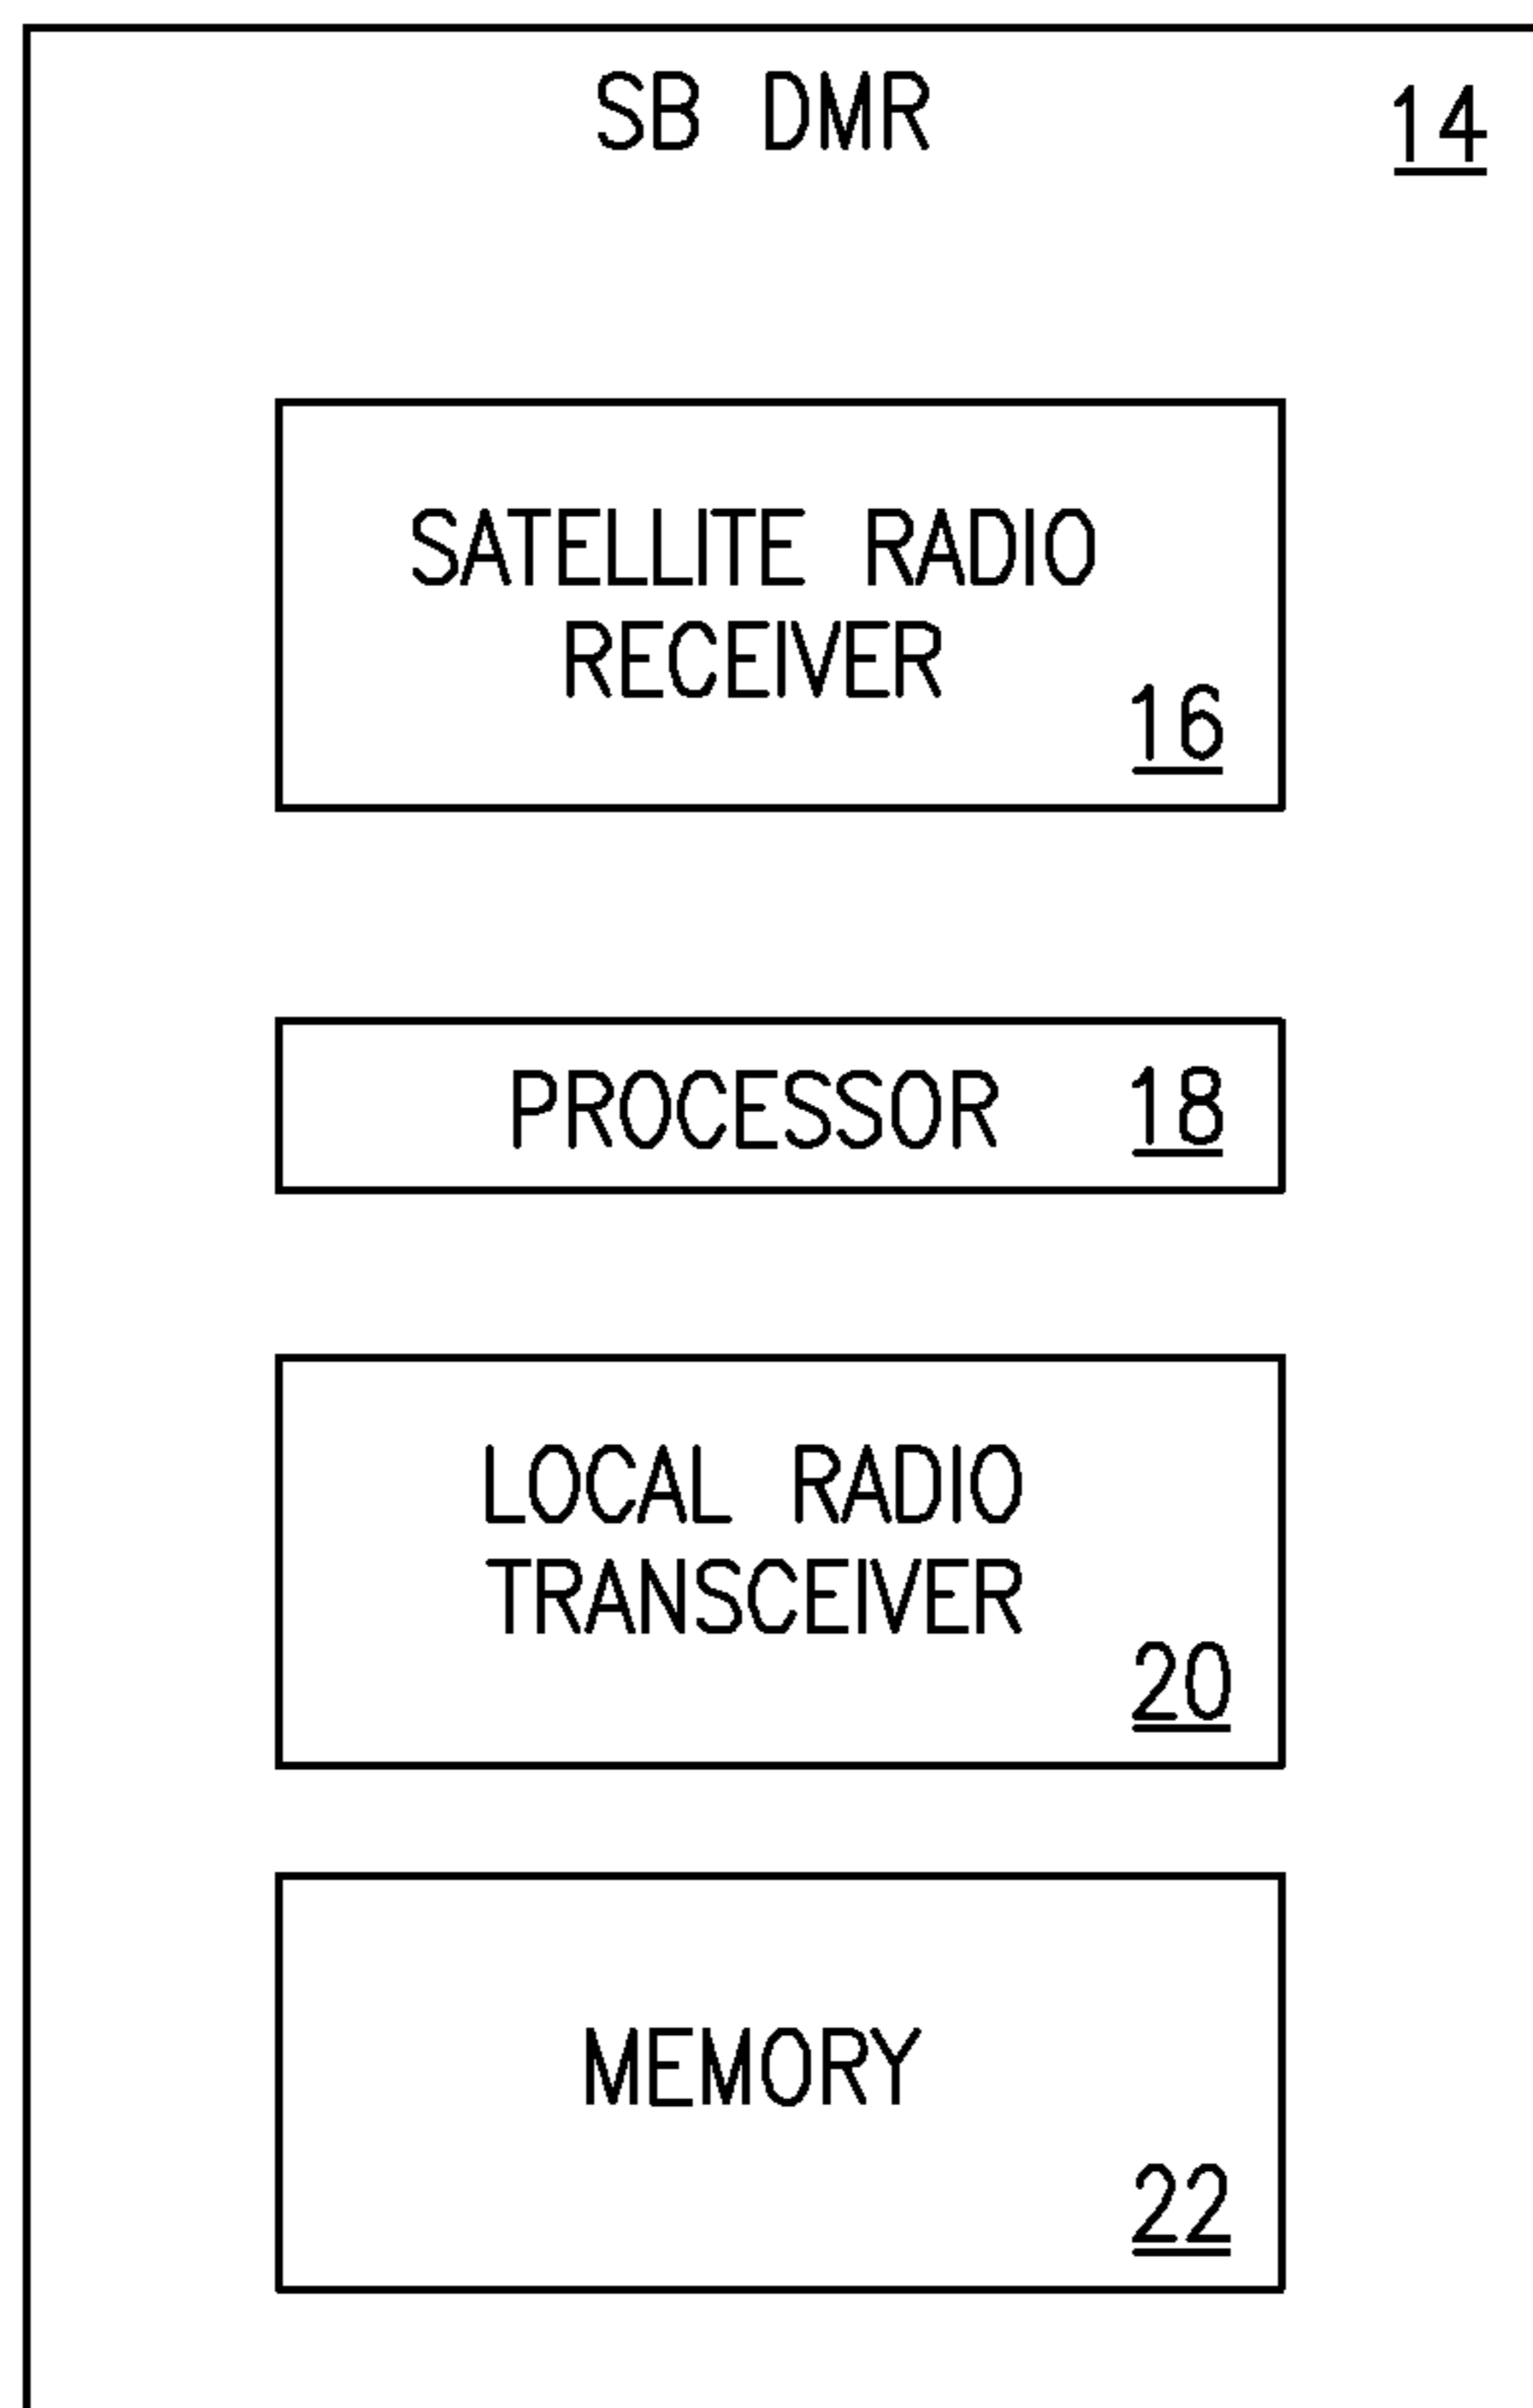 SB DMR 14
SATELLITE RADIO
RECEIVER
16
PROCESSOR 18
LOCAL RADIO
TRANSCEIVER
20
MEMORY
22